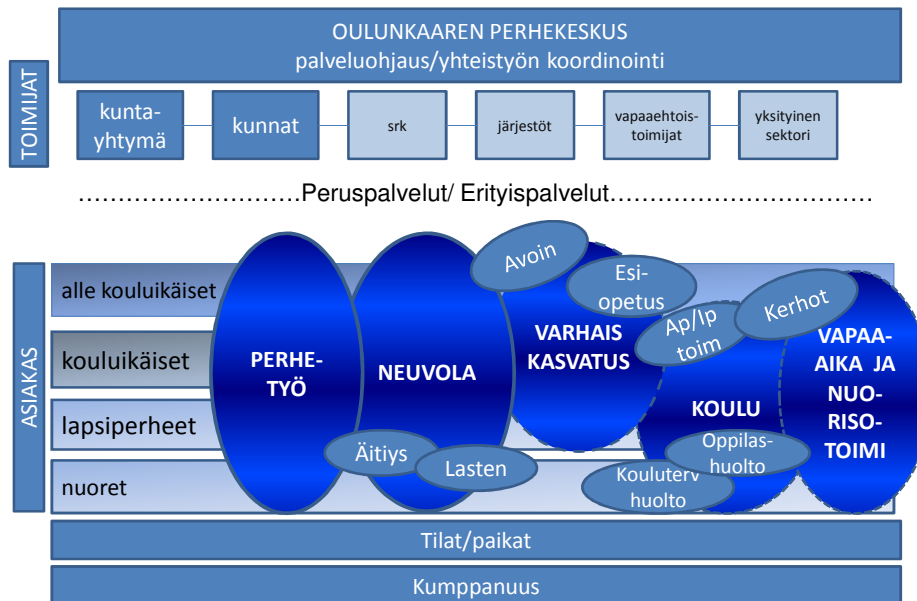 OULUNKAAREN PERHEKESKUS
palveluohjaus/yhteistyön koordinointi
TOIMIJAT
kunta-
yhtymä
kunnat
srk
järjestöt
vapaaehtois-
toimijat
yksityinen
sektori
...........................Peruspalvelut/ Erityispalvelut................................
ASIAKAS
alle kouluikäiset
kouluikäiset
lapsiperheet
nuoret
PERHE-
TYÖ
NEUVOLA
Äitiys
Lasten
Avoin
Esi-
opetus
VARHAIS
KASVATUS
Ap/Ip
toim
Kerhot
KOULU
Oppilas-
huolto
Kouluterv
huolto
VAPAA-
AIKA JA
NUO-
RISO-
TOIMI
Tilat/paikat
Kumppanuus